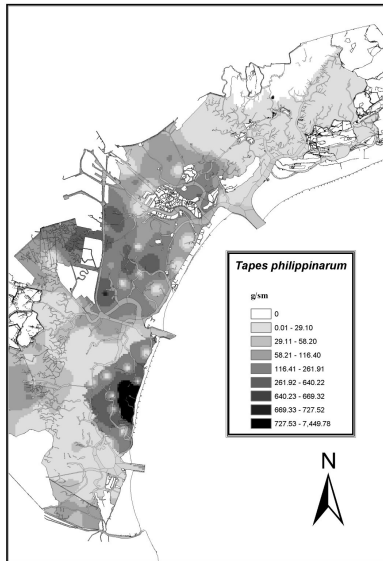 Tapes philippinarum
g/sm
0
0.01 - 29.10
29.11 - 58.20
58.21 - 116.40
116.41 - 261.91
261.92 - 640.22
640.23 - 669.32
669.33 - 727.52
727.53 - 7,449.78
N